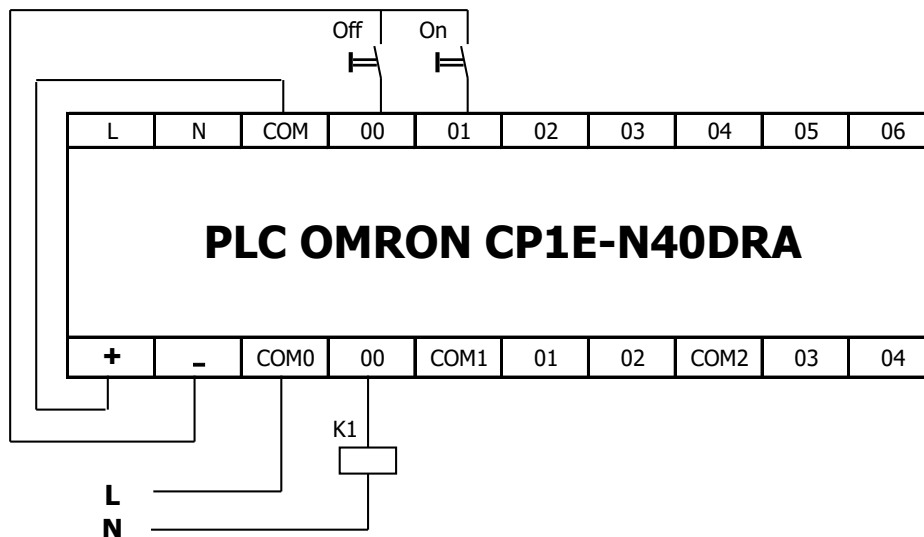 Off On
L N COM 00 01 02 03 04 05 06
PLC OMRON CP1E-N40DRA
+ - COM0 00 COM1 01 02 COM2 03 04
K1
L
N